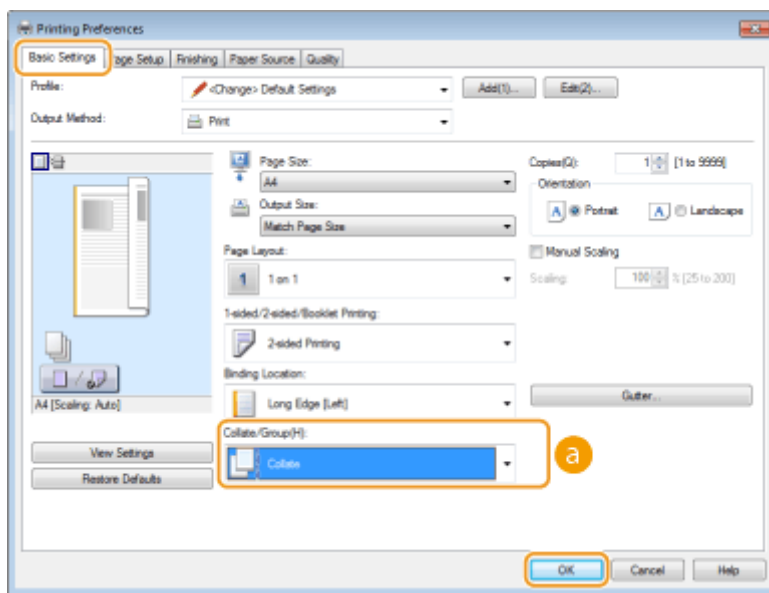 Printing Preferences
Basic Settings Page Setup Finishing Paper Source Quality
Profile: <Change> Default Settings Add(1)... Edit(2)...
Output Method: Print
Page Size: Copies(Q): 1 [1 to 9999]
A4 Orientation
Output Size: A Portrait A Landscape
Match Page Size
Page Layout: Manual Scaling
1 1 on 1 Scaling: 100 % [25 to 200]
1-sided/2-sided/Booklet Printing:
2-sided Printing
Binding Location:
A4 [Scaling: Auto] Long Edge [Left] Gutter...
Collate/Group(H):
View Settings Collate a
Restore Defaults
OK Cancel Help